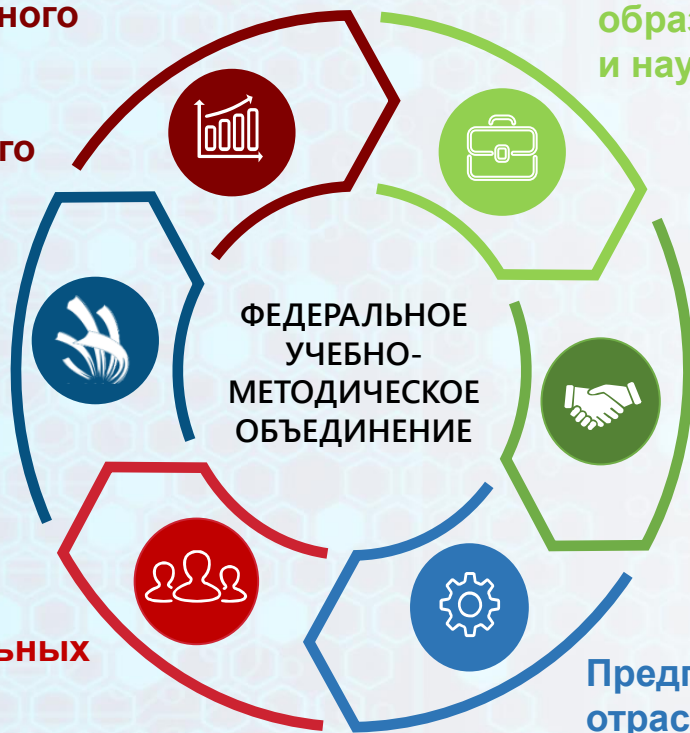 ного
образ
и нау
го
ФЕДЕРАЛЬНОЕ
УЧЕБНО-
МЕТОДИЧЕСКОЕ
ОБЪЕДИНЕНИЕ
ьных
Предп
отрас